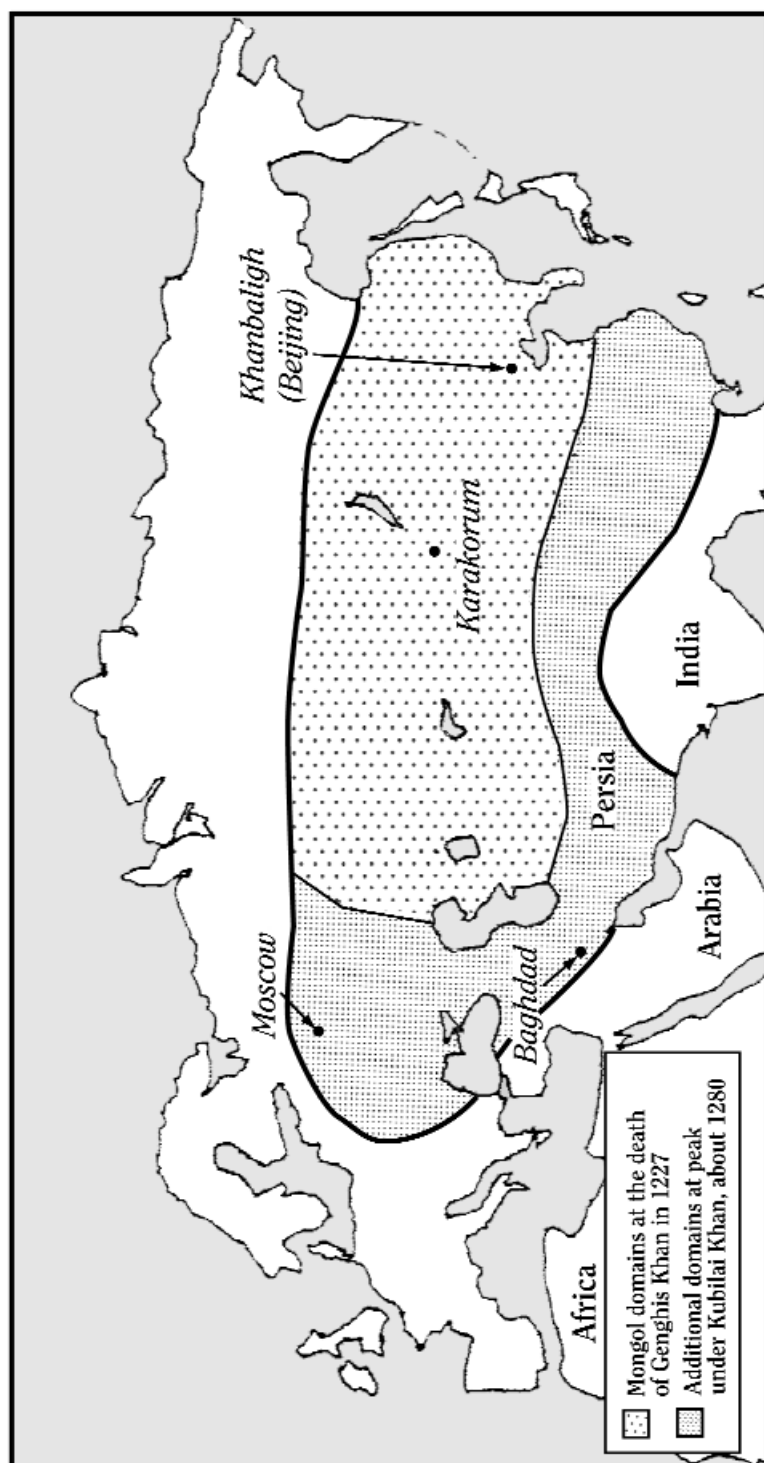 Khanbaligh
(Beijing)
Karakorum
Moscow
Baghdad
Persia
India
Arabia
Africa
Mongol domains at the death
of Genghis Khan in 1227
Additional domains at peak
under Kubilai Khan, about 1280